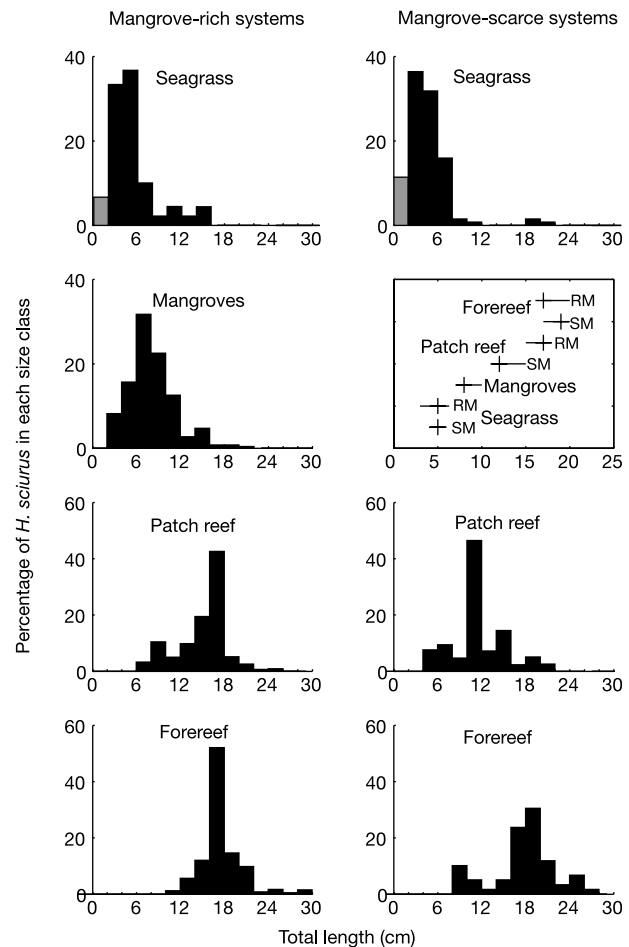 Mangrove-rich systems
Mangrove-scarce systems
Percentage of H. sciurus in each size class
40
20
0
Seagrass
0 6 12 18 24 30
40
20
0
Seagrass
0 6 12 18 24 30
40
20
0
Mangroves
0 6 12 18 24 30
Forereef
RM
SM
Patch reef
RM
SM
Mangroves
RM
Seagrass
SM
0 5 10 15 20 25
60
40
20
0
Patch reef
0 6 12 18 24 30
60
40
20
0
Patch reef
0 6 12 18 24 30
60
40
20
0
Forereef
0 6 12 18 24 30
60
40
20
0
Forereef
0 6 12 18 24 30
Total length (cm)